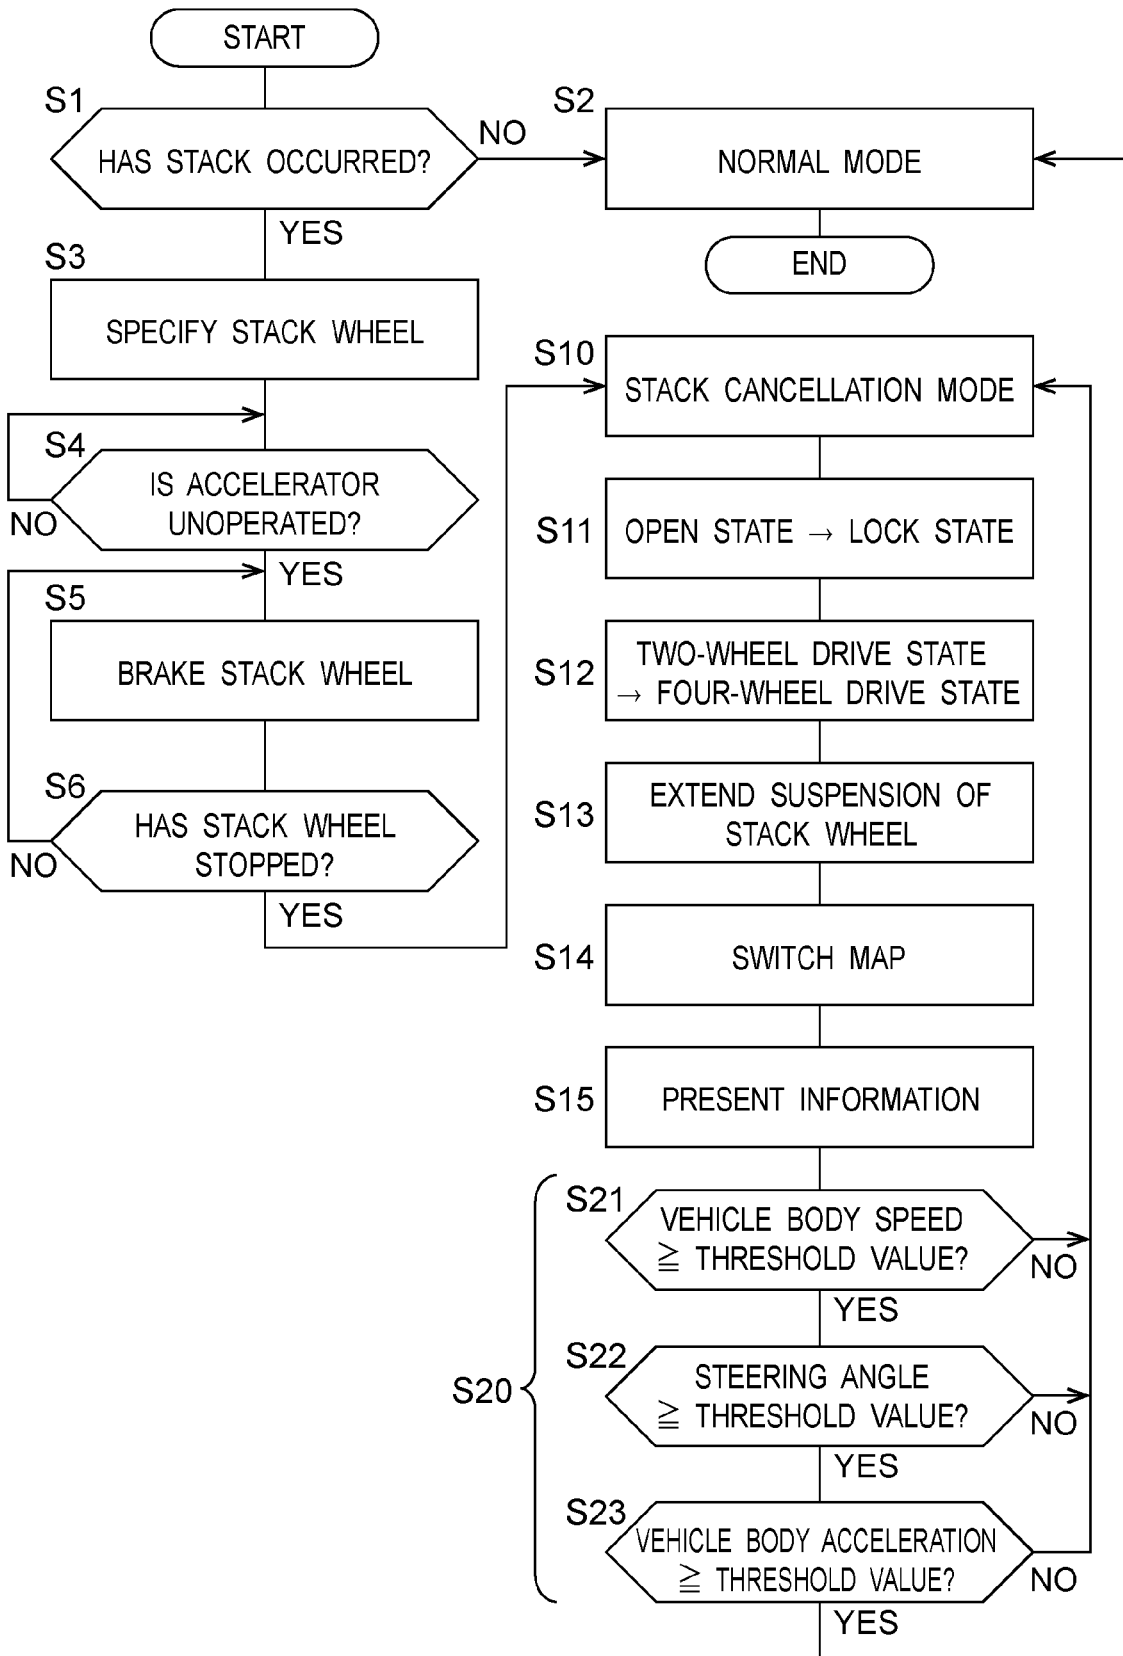 START
S1
HAS STACK OCCURRED?
NO
YES
S2
NORMAL MODE
END
S3
SPECIFY STACK WHEEL
S4
IS ACCELERATOR
UNOPERATED?
NO
YES
S5
BRAKE STACK WHEEL
S6
HAS STACK WHEEL
STOPPED?
NO
YES
S10
STACK CANCELLATION MODE
S11
OPEN STATE → LOCK STATE
S12
TWO-WHEEL DRIVE STATE
→ FOUR-WHEEL DRIVE STATE
S13
EXTEND SUSPENSION OF
STACK WHEEL
S14
SWITCH MAP
S15
PRESENT INFORMATION
S20
S21
VEHICLE BODY SPEED
≧ THRESHOLD VALUE?
NO
YES
S22
STEERING ANGLE
≧ THRESHOLD VALUE?
NO
YES
S23
VEHICLE BODY ACCELERATION
≧ THRESHOLD VALUE?
NO
YES